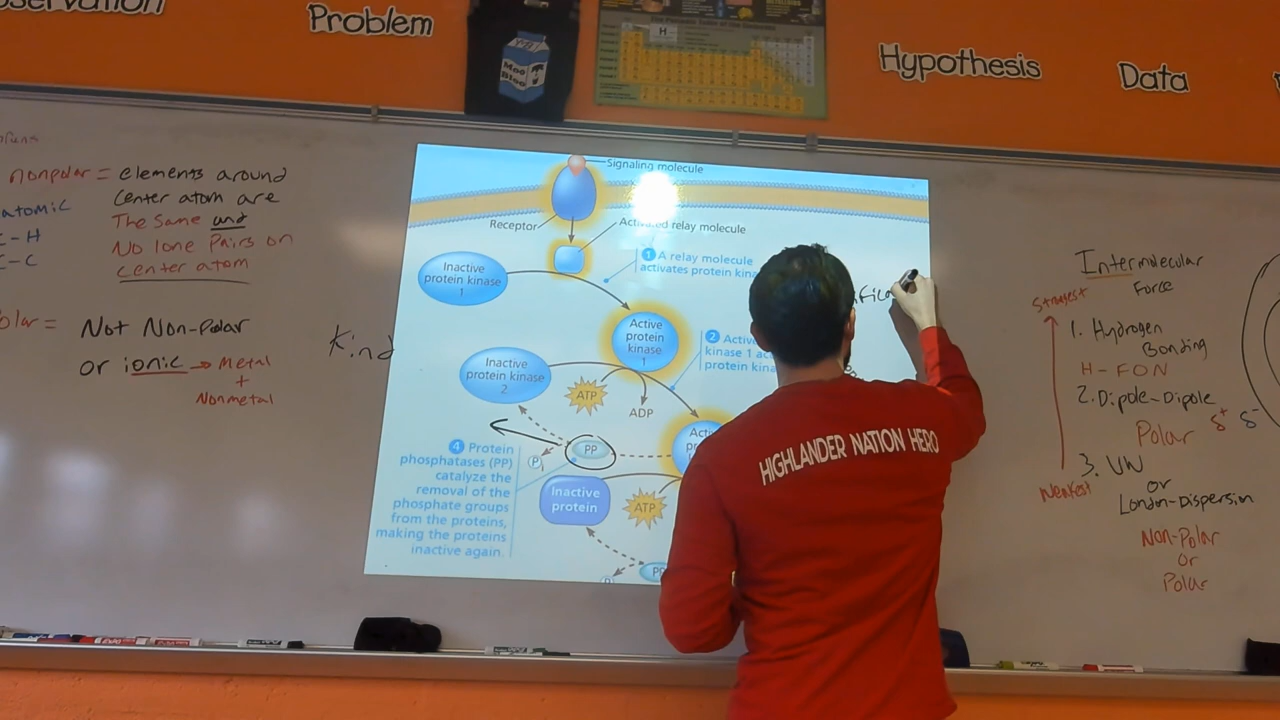 Problem
Hypothesis
Data
Moo
Bloo
H
nonpolar = elements around
center atom are
The Same and
No lone Pairs on
center atom
C-H
C-C
Not Non-Polar
or ionic → Metal
+
Nonmetal
Kind
Signaling molecule
Receptor
relay molecule
Inactive
protein kinase
1
1 A relay molecule
activates protein
Active
protein
kinase
1
2
kinase 1
protein
Inactive
protein kinase
2
ATP
ADP
PP
P
4 Protein
phosphatases (PP)
catalyze the
removal of the
phosphate groups
from the proteins,
making the proteins
inactive again.
Inactive
protein
ATP
HIGHLANDER NATION HERO
Intermolecular
Force
Strongest
1. Hydrogen
Bonding
H-FON
2. Dipole-Dipole
Polar δ+ δ-
3. VW
or
London-Dispersion
Weakest
Non-Polar
or
Polar